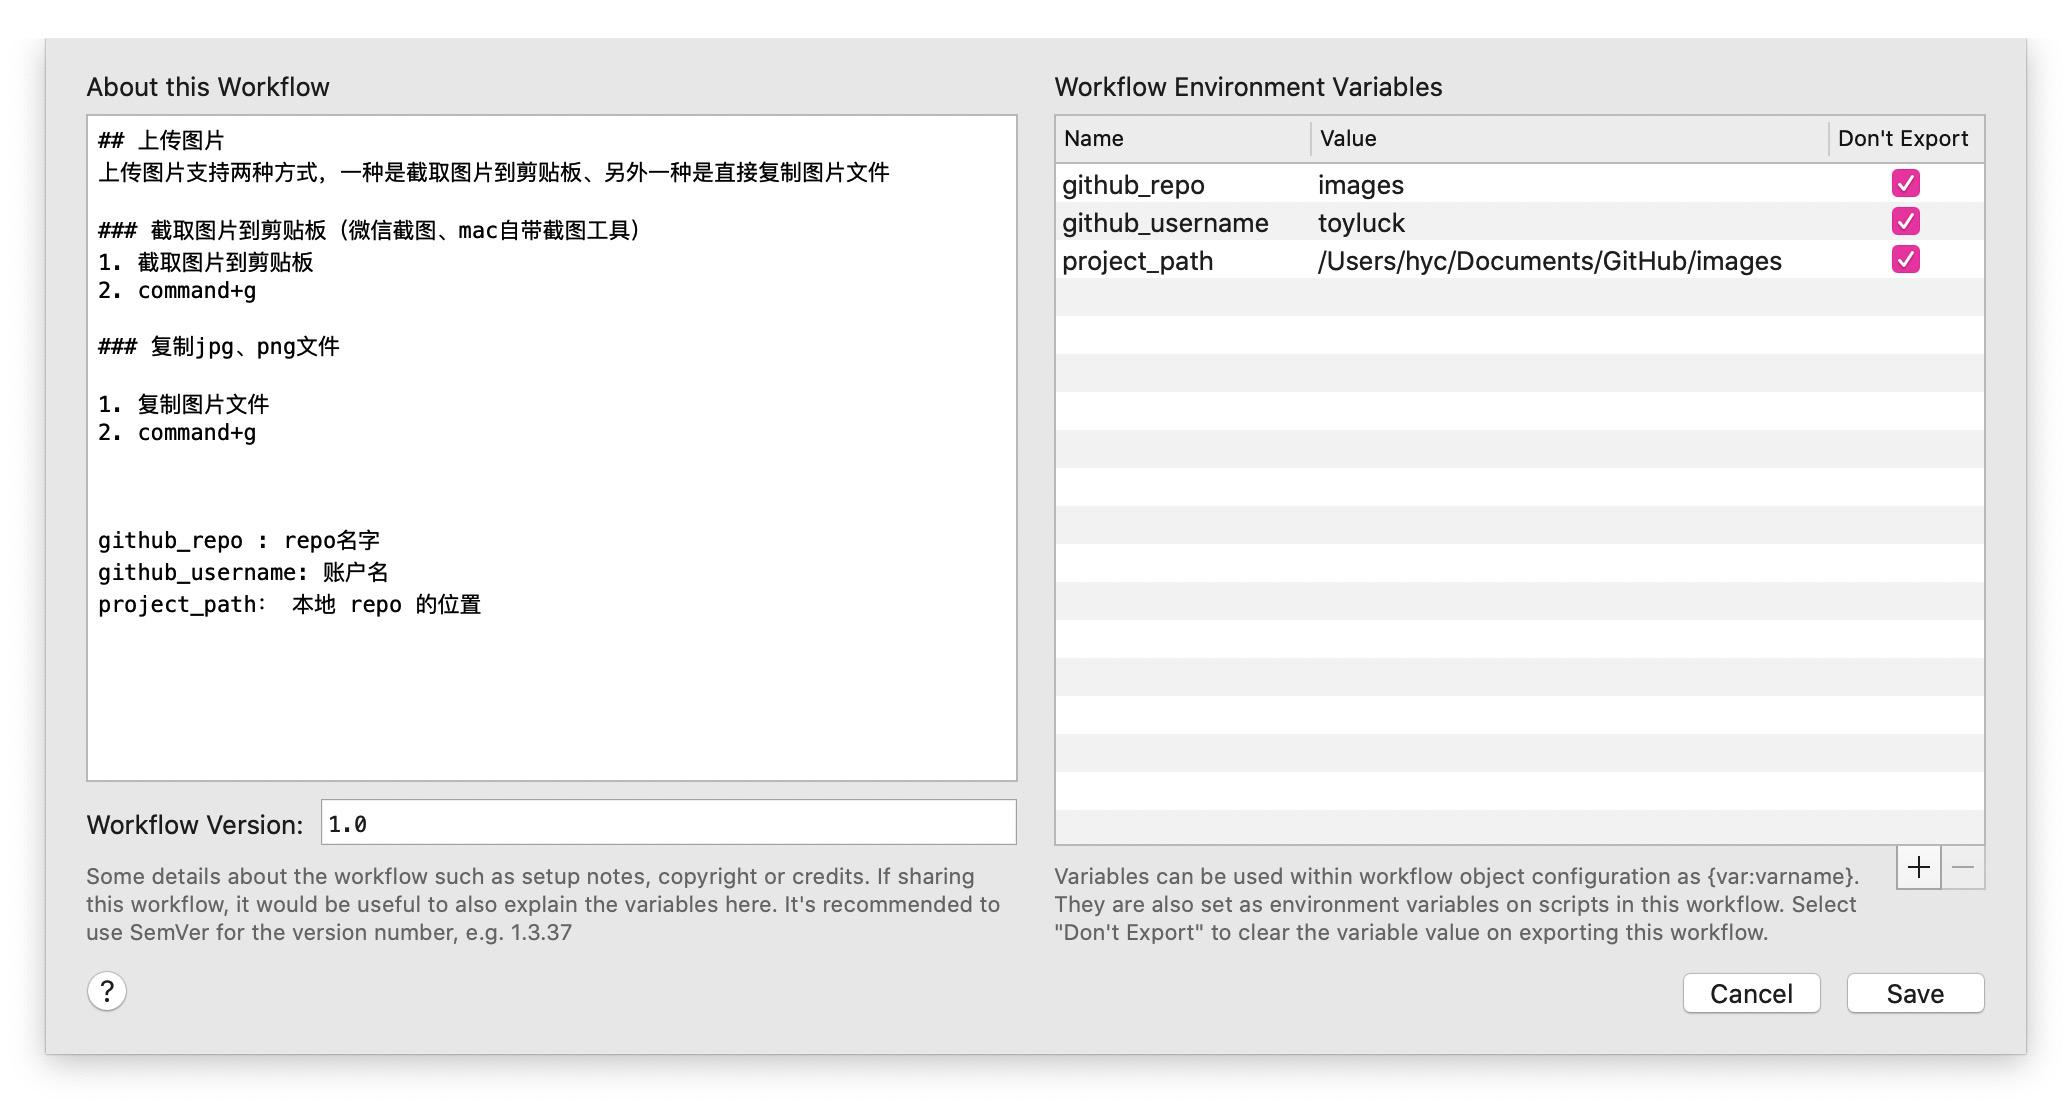 About this Workflow
## 上传图片
上传图片支持两种方式，一种是截取图片到剪贴板、另外一种是直接复制图片文件
### 截取图片到剪贴板（微信截图、mac自带截图工具）
1. 截取图片到剪贴板
2. command+g
### 复制jpg、png文件
1. 复制图片文件
2. command+g
github_repo : repo名字
github_username: 账户名
project_path： 本地 repo 的位置
Workflow Version: 1.0
Some details about the workflow such as setup notes, copyright or credits. If sharing
this workflow, it would be useful to also explain the variables here. It's recommended to
use SemVer for the version number, e.g. 1.3.37
?
Workflow Environment Variables
Name Value Don't Export
github_repo images
github_username toyluck
project_path /Users/hyc/Documents/GitHub/images
Variables can be used within workflow object configuration as {var:varname}.
They are also set as environment variables on scripts in this workflow. Select
"Don't Export" to clear the variable value on exporting this workflow.
Cancel Save